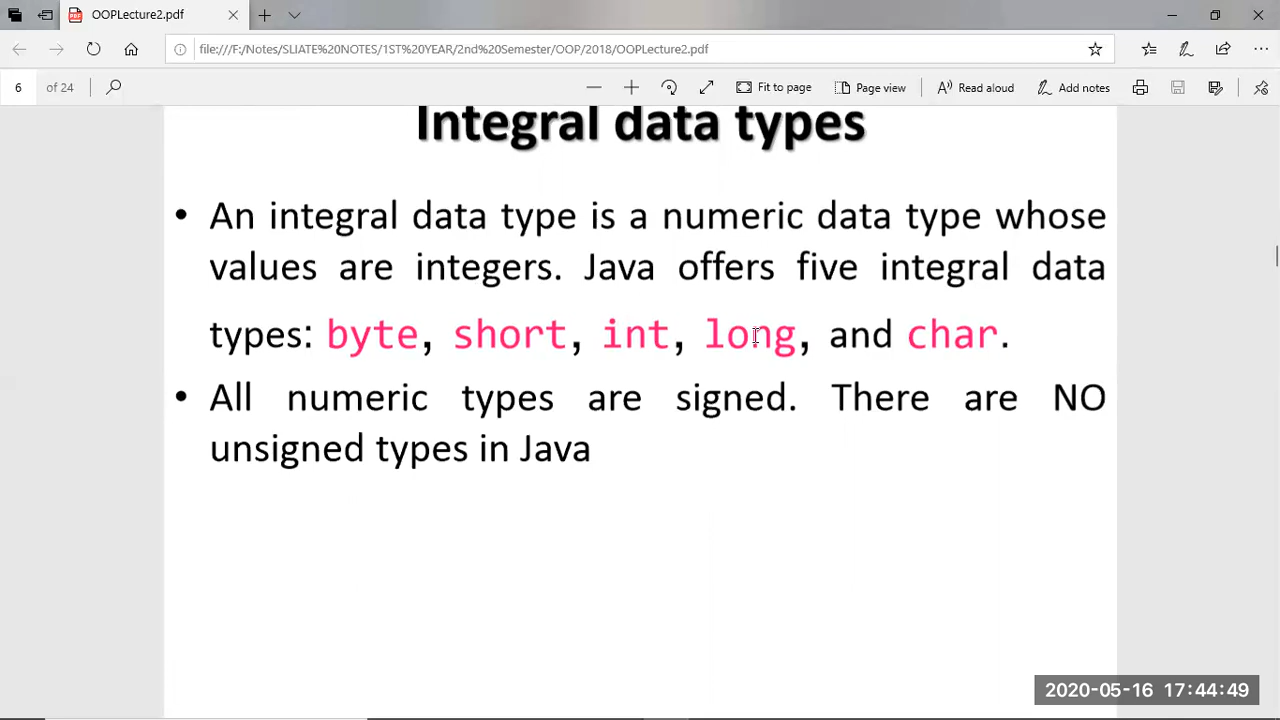 OOPLecture2.pdf
file:///F:/Notes/SLIATE%20NOTES/1ST%20YEAR/2nd%20Semester/OOP/2018/OOPLecture2.pdf
6 of 24 Fit to page Page view Read aloud Add notes
Integral data types
• An integral data type is a numeric data type whose
values are integers. Java offers five integral data
types: byte, short, int, long, and char.
• All numeric types are signed. There are NO
unsigned types in Java
2020-05-16 17:44:49